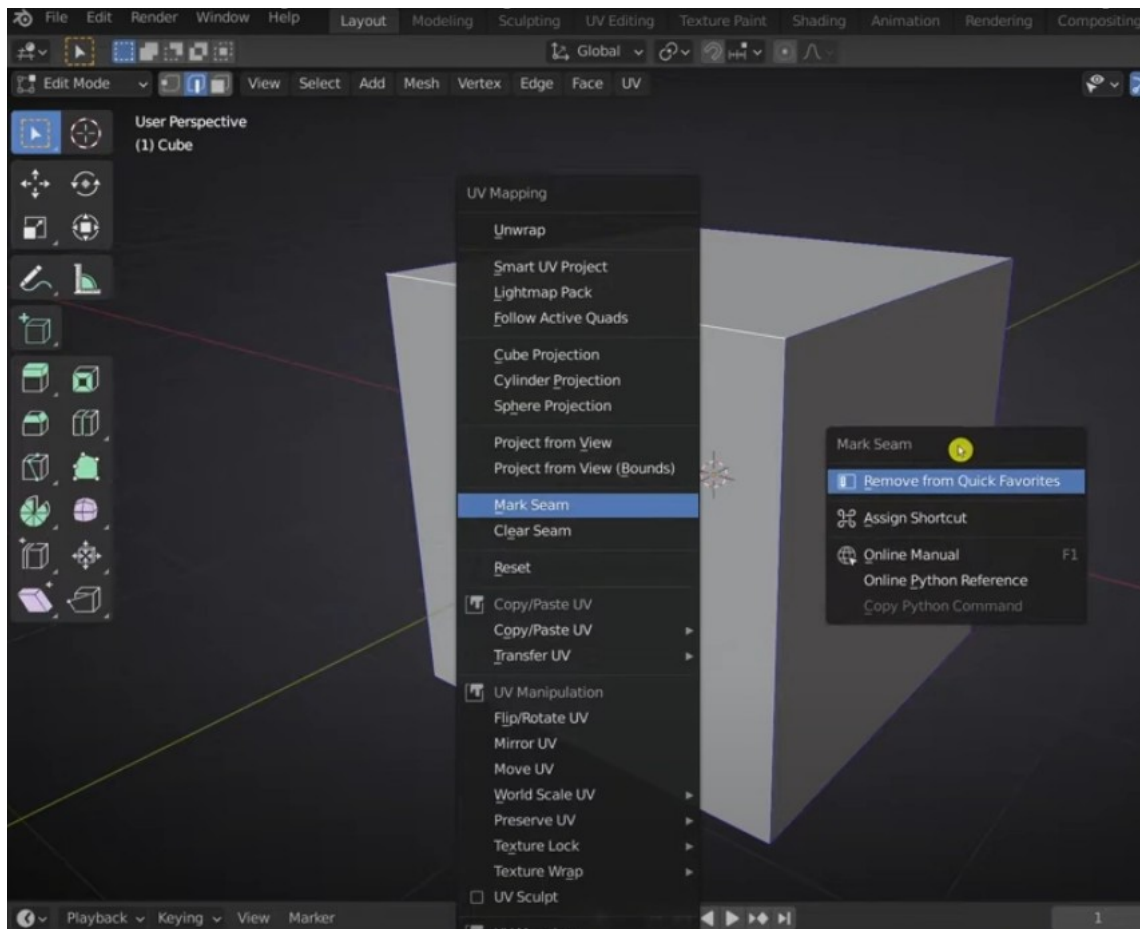 File Edit Render Window Help Layout Modeling Sculpting UV Editing Texture Paint Shading Animation Rendering Compositing
Global
Edit Mode View Select Add Mesh Vertex Edge Face UV
User Perspective
(1) Cube
UV Mapping
Unwrap
Smart UV Project
Lightmap Pack
Follow Active Quads
Cube Projection
Cylinder Projection
Sphere Projection
Project from View
Project from View (Bounds)
Mark Seam
Clear Seam
Reset
Copy/Paste UV
Copy/Paste UV
Transfer UV
UV Manipulation
Flip/Rotate UV
Mirror UV
Move UV
World Scale UV
Preserve UV
Texture Lock
Texture Wrap
UV Sculpt
Mark Seam
Remove from Quick Favorites
Assign Shortcut
Online Manual F1
Online Python Reference
Copy Python Command
Playback Keying View Marker 1